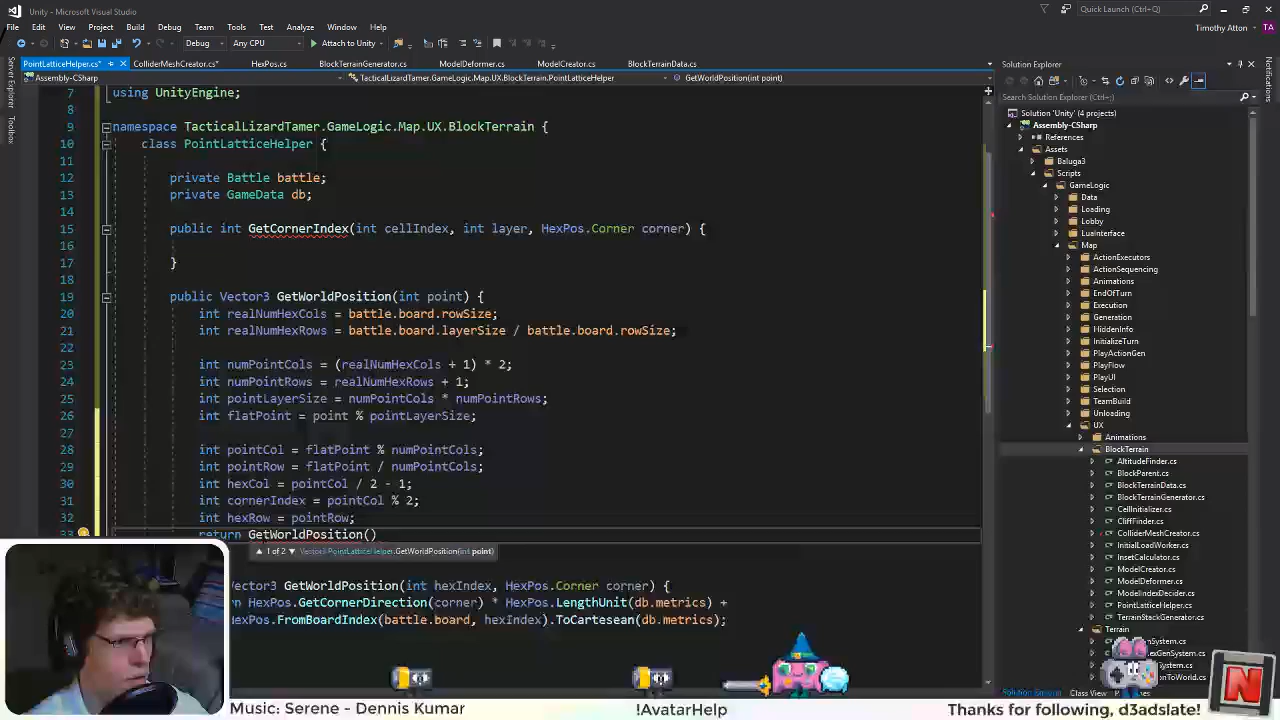 Unity - Microsoft Visual Studio
Quick Launch (Ctrl+Q)
File Edit View Project Build Debug Team Tools Test Analyze Window Help
Timothy Atton TA
Debug Any CPU Attach to Unity
PointLatticeHelper.cs* ColliderMeshCreator.cs* HexPos.cs BlockTerrainGenerator.cs ModelDeformer.cs ModelCreator.cs BlockTerrainData.cs
Assembly-CSharp TacticalLizardTamer.GameLogic.Map.UX.BlockTerrain.PointLatticeHelper GetWorldPosition(int point)
7 using UnityEngine;
8
9 namespace TacticalLizardTamer.GameLogic.Map.UX.BlockTerrain {
10 class PointLatticeHelper {
11
12 private Battle battle;
13 private GameData db;
14
15 public int GetCornerIndex(int cellIndex, int layer, HexPos.Corner corner) {
16
17 }
18
19 public Vector3 GetWorldPosition(int point) {
20 int realNumHexCols = battle.board.rowSize;
21 int realNumHexRows = battle.board.layerSize / battle.board.rowSize;
22
23 int numPointCols = (realNumHexCols + 1) * 2;
24 int numPointRows = realNumHexRows + 1;
25 int pointLayerSize = numPointCols * numPointRows;
26 int flatPoint = point % pointLayerSize;
27
28 int pointCol = flatPoint % numPointCols;
29 int pointRow = flatPoint / numPointCols;
30 int hexCol = pointCol / 2 - 1;
31 int cornerIndex = pointCol % 2;
32 int hexRow = pointRow;
33 return GetWorldPosition()
▲ 1 of 2 ▼ Vector3 PointLatticeHelper.GetWorldPosition(int point)
Vector3 GetWorldPosition(int hexIndex, HexPos.Corner corner) {
n HexPos.GetCornerDirection(corner) * HexPos.LengthUnit(db.metrics) +
HexPos.FromBoardIndex(battle.board, hexIndex).ToCartesean(db.metrics);
Server Explorer
Toolbox
Notifications
Solution Explorer
Search Solution Explorer (Ctrl+;)
Solution 'Unity' (4 projects)
Assembly-CSharp
References
Assets
Baluga3
Scripts
GameLogic
Data
Loading
Lobby
LuaInterface
Map
ActionExecutors
ActionSequencing
Animations
EndOfTurn
Execution
Generation
HiddenInfo
InitializeTurn
PlayActionGen
PlayFlow
PlayUI
Selection
TeamBuild
Unloading
UX
Animations
BlockTerrain
AltitudeFinder.cs
BlockParent.cs
BlockTerrainData.cs
BlockTerrainGenerator.cs
CellInitializer.cs
CliffFinder.cs
ColliderMeshCreator.cs
InitialLoadWorker.cs
InsetCalculator.cs
ModelCreator.cs
ModelDeformer.cs
ModelIndexDecider.cs
PointLatticeHelper.cs
TerrainStackGenerator.cs
Terrain
Solution Explorer Class View
Music: Serene - Dennis Kumar
!AvatarHelp
Thanks for following, d3adslate!
N